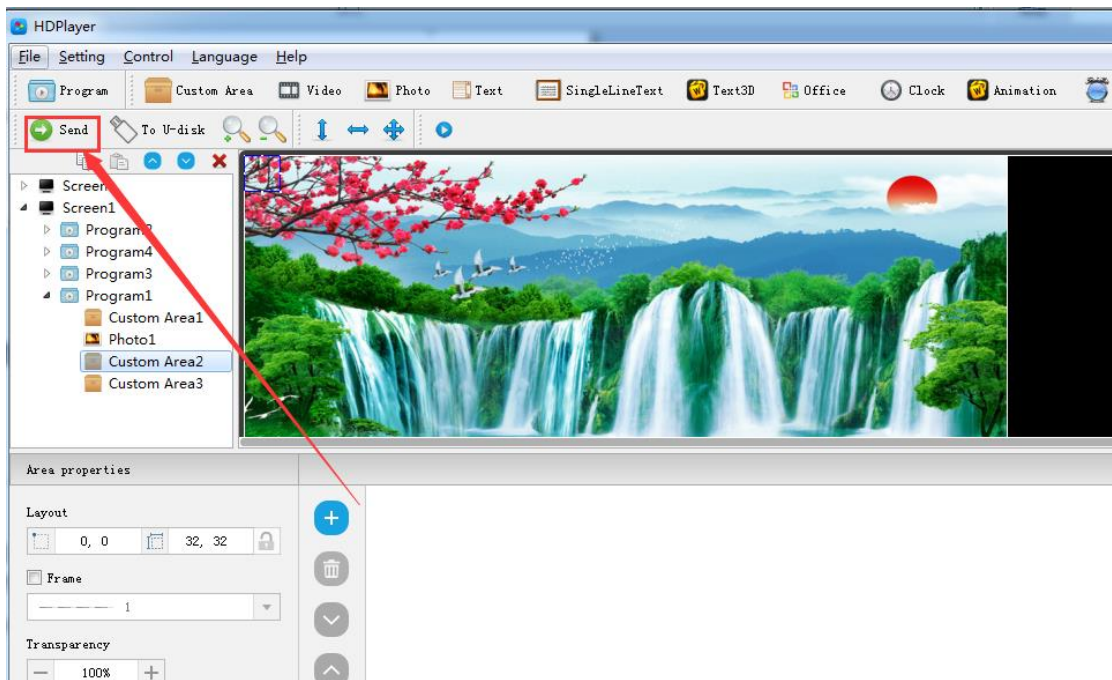 HDPlayer
File Setting Control Language Help
Program Custom Area Video Photo Text SingleLineText Text3D Office Clock Animation
Send To U-disk
Screen
Screen1
Program2
Program4
Program3
Program1
Custom Area1
Photo1
Custom Area2
Custom Area3
Area properties
Layout
0, 0 32, 32
Frame
1
Transparency
100%